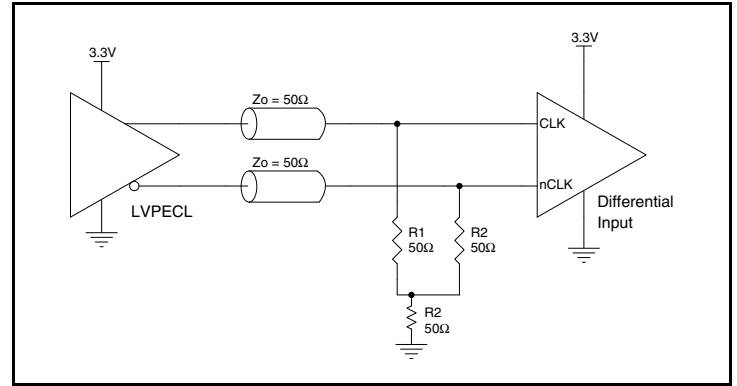 3.3V
3.3V
Zo = 50Ω
CLK
Zo = 50Ω
nCLK
LVPECL
Differential
Input
R1
50Ω
R2
50Ω
R2
50Ω